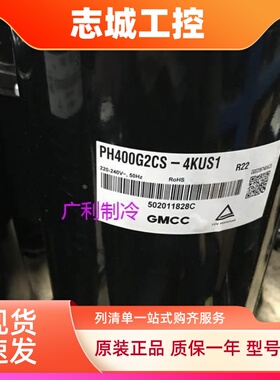 志城工控
PH400G2CS-4KUS1
220-240V~, 50Hz
R22
RoHS
502011828C
广利制冷
GMCC
现货速发
列清单一站式购齐服务
原装正品 质保一年 型号齐